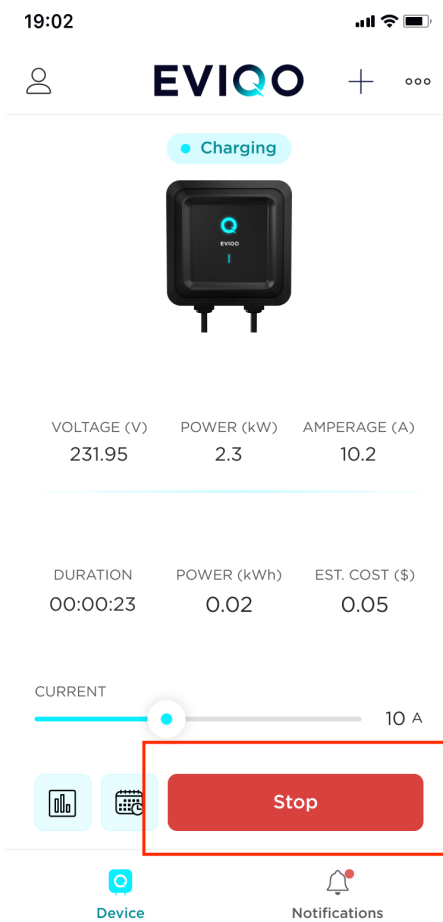 19:02
EVIQO
Charging
EVIQO
VOLTAGE (V) POWER (kW) AMPERAGE (A)
231.95 2.3 10.2
DURATION POWER (kWh) EST. COST ($)
00:00:23 0.02 0.05
CURRENT
10 A
Stop
Device Notifications